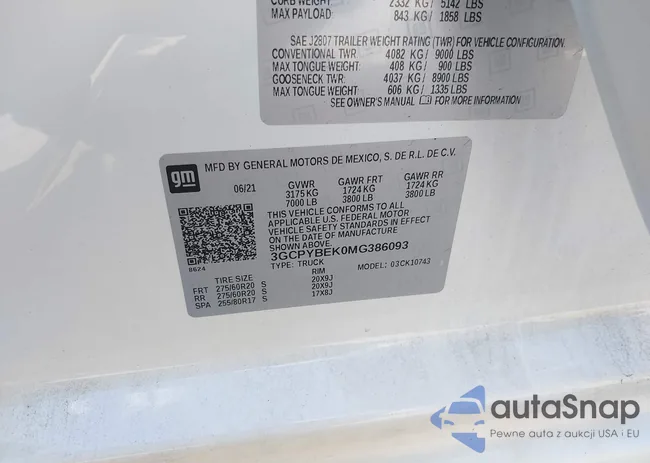 CURB WEIGHT 2332 KG / 5142 LBS
MAX PAYLOAD: 843 KG / 1858 LBS
SAE J2807 TRAILER WEIGHT RATING (TWR) FOR VEHICLE CONFIGURATION.
CONVENTIONAL TWR: 4082 KG / 9000 LBS
MAX TONGUE WEIGHT: 408 KG / 900 LBS
GOOSENECK TWR: 4037 KG / 8900 LBS
MAX TONGUE WEIGHT: 606 KG / 1335 LBS
SEE OWNER'S MANUAL FOR MORE INFORMATION
gm
MFD BY GENERAL MOTORS DE MEXICO, S. DE R.L. DE C.V.
06/21 GVWR GAWR FRT GAWR RR
3175 KG 1724 KG 1724 KG
7000 LB 3800 LB 3800 LB
THIS VEHICLE CONFORMS TO ALL
APPLICABLE U.S. FEDERAL MOTOR
VEHICLE SAFETY STANDARDS IN EFFECT
ON THE DATE OF MANUFACTURE
SHOWN ABOVE.
3GCPYBEK0MG386093
TYPE: TRUCK MODEL: 03CK10743
8624
TIRE SIZE RIM
FRT 275/60R20 S 20X9J
RR 275/60R20 S 20X9J
SPA 255/80R17 S 17X8J
autaSnap
Pewne auta z aukcji USA i EU